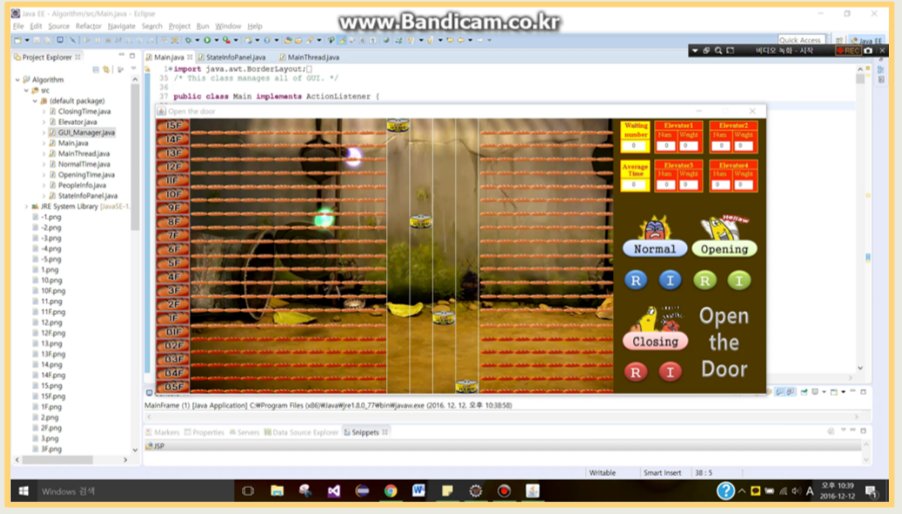 Java EE - Algorithm/src/Main.java - Eclipse
www.Bandicam.co.kr
File Edit Source Refactor Navigate Search Project Run Window Help
Quick Access
Java EE
비디오 녹화 - 시작
REC
Project Explorer
Main.java
StateInfoPanel.java
MainThread.java
Algorithm
src
(default package)
ClosingTime.java
Elevator.java
GUI_Manager.java
Main.java
MainThread.java
NormalTime.java
OpeningTime.java
PeopleInfo.java
StateInfoPanel.java
JRE System Library [JavaSE-1.
-1.png
-2.png
-3.png
-4.png
-5.png
1.png
10.png
10F.png
11.png
11F.png
12.png
12F.png
13.png
13F.png
14.png
14F.png
15.png
15F.png
1F.png
2.png
2F.png
3.png
3F.png
1 import java.awt.BorderLayout;
35 /* This class manages all of GUI. */
36
37 public class Main implements ActionListener {
Open the door
15F
14F
13F
12F
11F
10F
9F
8F
7F
6F
5F
4F
3F
2F
1F
B1F
B2F
B3F
B4F
B5F
Waiting number
0
Elevator1
Num Weight
0 0
Elevator2
Num Weight
0 0
Average Time
0
Elevator3
Num Weight
0 0
Elevator4
Num Weight
0 0
Hellow
Normal
Opening
R I R I
Closing
R I
Open
the
Door
MainFrame (1) [Java Application] C:₩Program Files (x86)₩Java₩jre1.8.0_77₩bin₩javaw.exe (2016. 12. 12. 오후 10:38:58)
Markers Properties Servers Data Source Explorer Snippets
JSP
Writable Smart Insert 38 : 5
Windows 검색
A
오후 10:39
2016-12-12